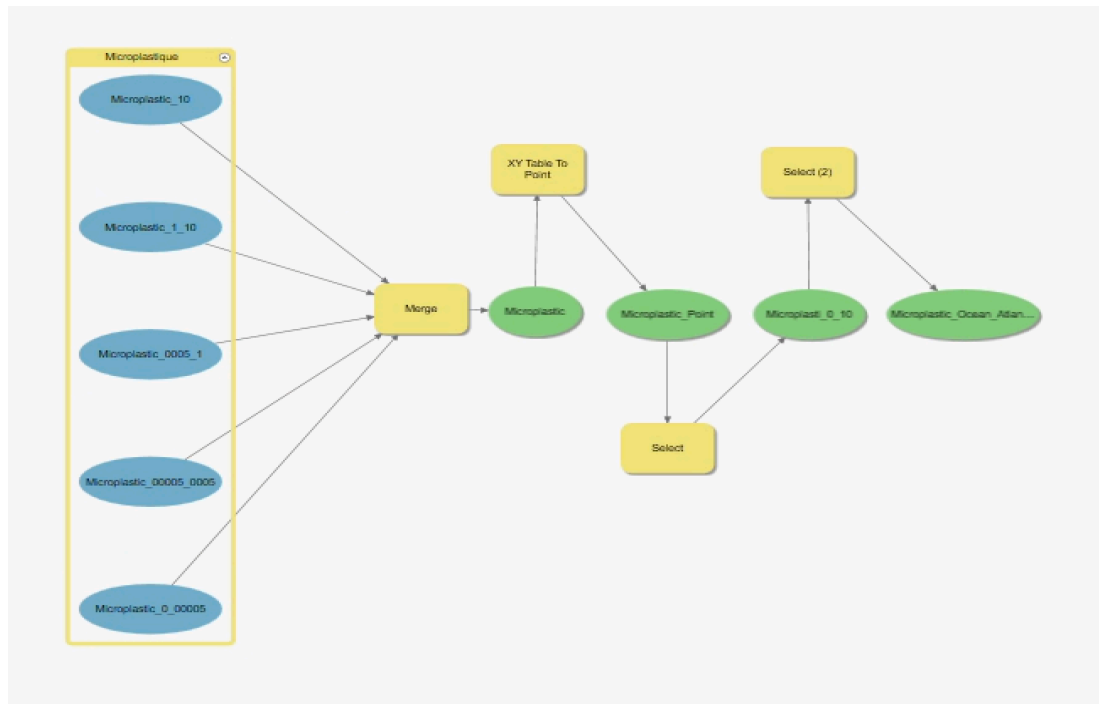 Microplastique
Microplastic_10
Microplastic_1_10
Microplastic_0005_1
Microplastic_00005_0005
Microplastic_0_00005
Merge
XY Table To
Point
Microplastic
Microplastic_Point
Select
Select (2)
Microplasti_0_10
Microplastic_Ocean_Atlan...